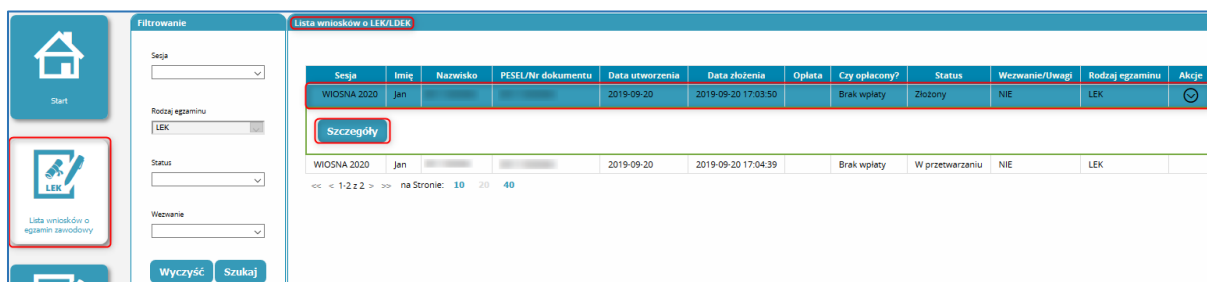 Start
LEK
Lista wniosków o
egzamin zawodowy
Filtrowanie
Sesja
Rodzaj egzaminu
LEK
Status
Wezwanie
Wyczyść Szukaj
Lista wniosków o LEK/LDEK
Sesja Imię Nazwisko PESEL/Nr dokumentu Data utworzenia Data złożenia Opłata Czy opłacony? Status Wezwanie/Uwagi Rodzaj egzaminu Akcje
WIOSNA 2020 Jan 2019-09-20 2019-09-20 17:03:50 Brak wpłaty Złożony NIE LEK
Szczegóły
WIOSNA 2020 Jan 2019-09-20 2019-09-20 17:04:39 Brak wpłaty W przetwarzaniu NIE LEK
<< < 1-2 z 2 > >> na Stronie: 10 20 40